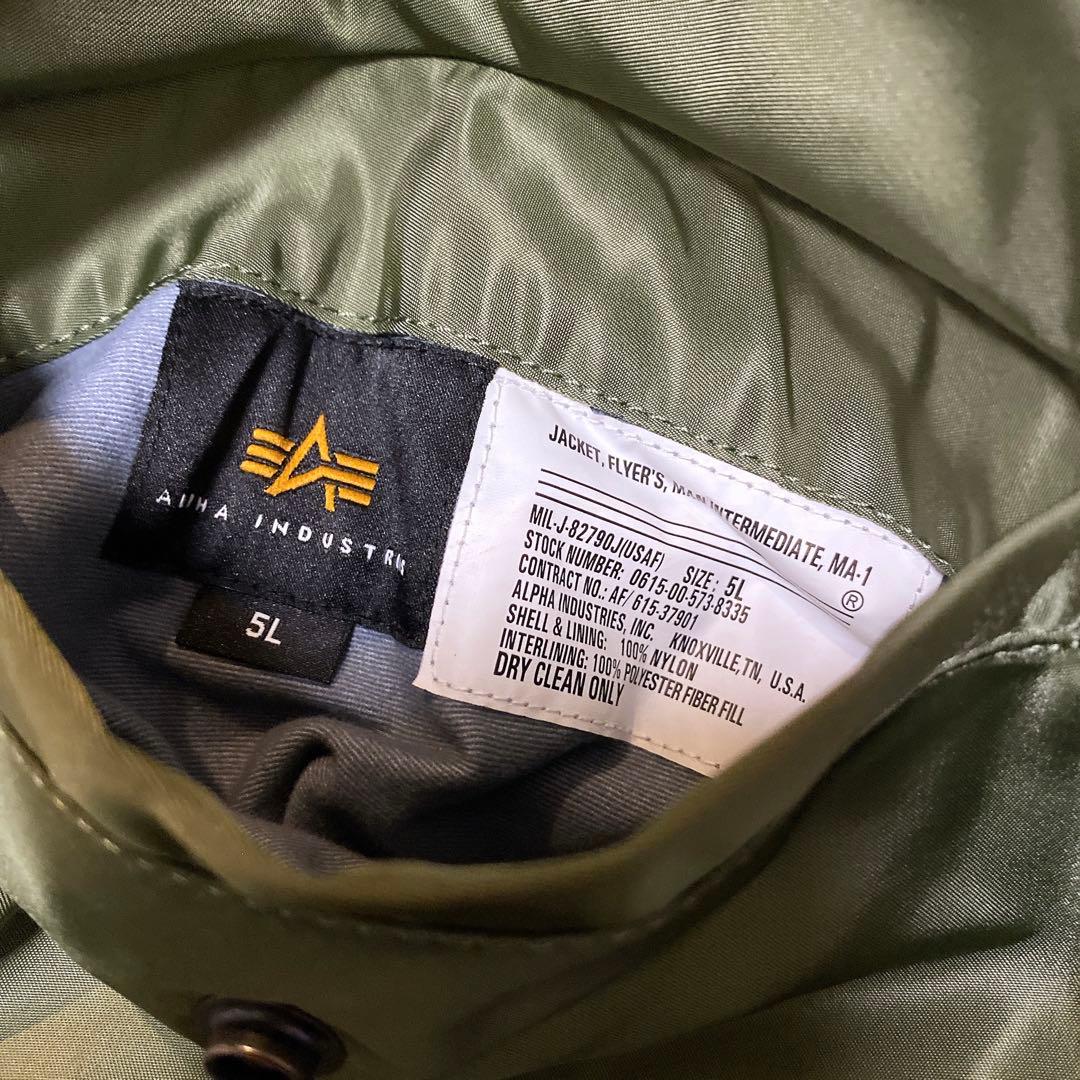 ALPHA INDUSTRIES
5L
JACKET, FLYER'S, MAN INTERMEDIATE, MA-1
MIL-J-82790J(USAF) SIZE: 5L
STOCK NUMBER: 0615-00-573-8335
CONTRACT NO.: AF/ 615-37901
ALPHA INDUSTRIES, INC. KNOXVILLE, TN, U.S.A.
SHELL & LINING: 100% NYLON
INTERLINING: 100% POLYESTER FIBER FILL
DRY CLEAN ONLY
®